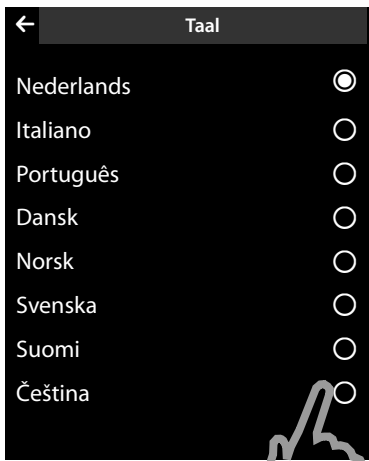 Taal
Nederlands
Italiano
Português
Dansk
Norsk
Svenska
Suomi
Čeština